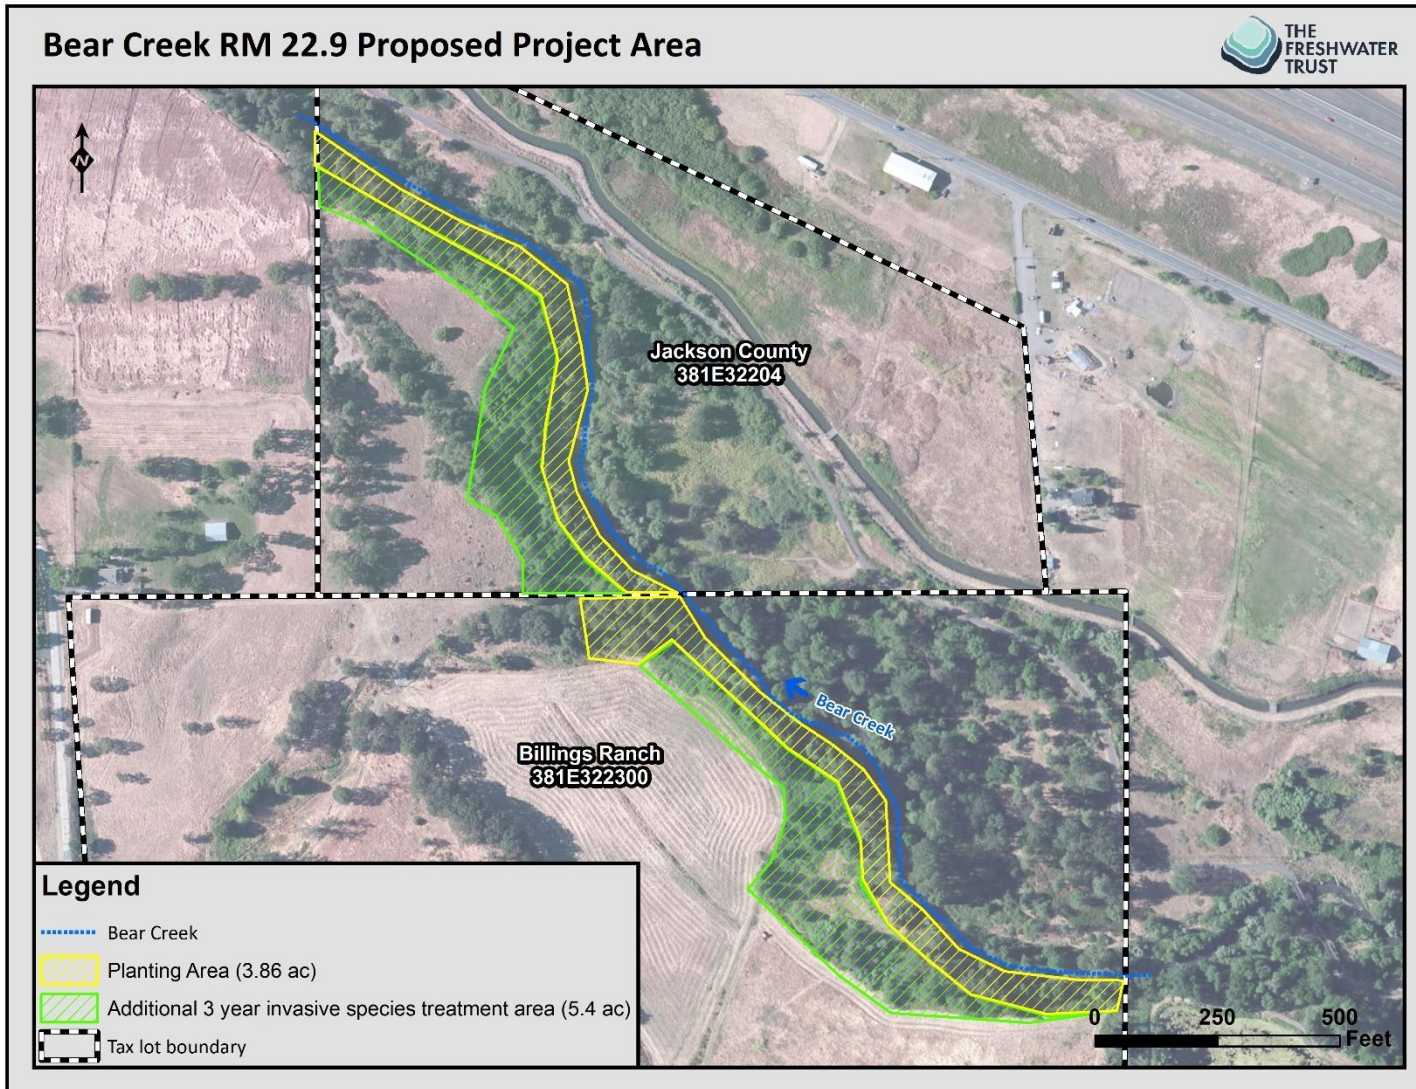 Bear Creek RM 22.9 Proposed Project Area
THE
FRESHWATER
TRUST
N
Jackson County
381E32204
Bear Creek
Billings Ranch
381E322300
Legend
Bear Creek
Planting Area (3.86 ac)
Additional 3 year invasive species treatment area (5.4 ac)
Tax lot boundary
0 250 500
Feet